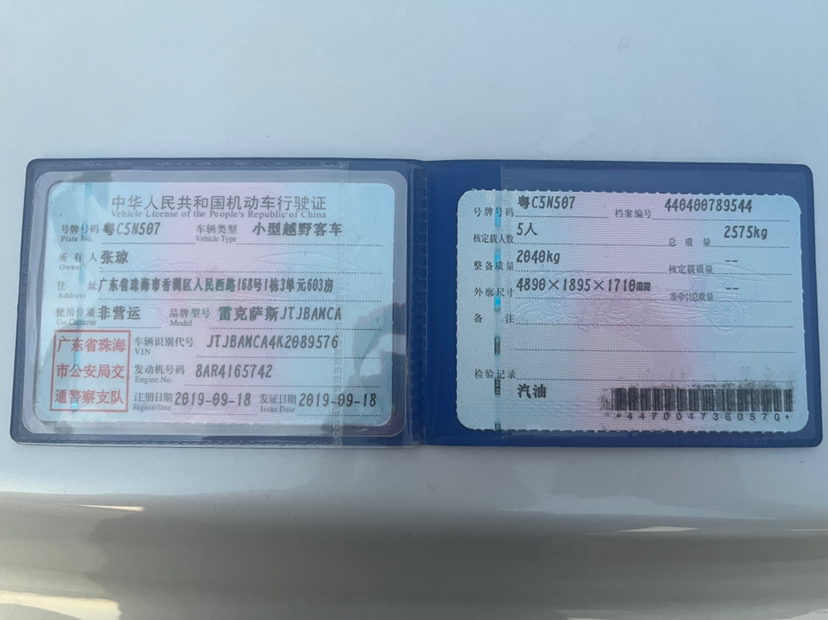 中华人民共和国机动车行驶证
Vehicle License of the People's Republic of China
号牌号码 粤C5N507 车辆类型 小型越野客车
Plate No. Vehicle Type
所有人 张琼
Owner
住址 广东省珠海市香洲区人民西路168号1栋3单元603房
Address
使用性质 非营运 品牌型号 雷克萨斯JTJBAMCA
Use Character Model
广东省珠海
市公安局交
通警察支队
车辆识别代号 JTJBAMCA4K2089576
VIN
发动机号码 8AR4165742
Engine No.
注册日期 2019-09-18 发证日期 2019-09-18
Register Date Issue Date
号牌号码 粤C5N507 档案编号 440400789544
核定载人数 5人 总质量 2575kg
整备质量 2040kg 核定载质量 --
外廓尺寸 4890×1895×1710mm 准牵引总质量 --
备注
检验记录
汽油
*4470047360570*